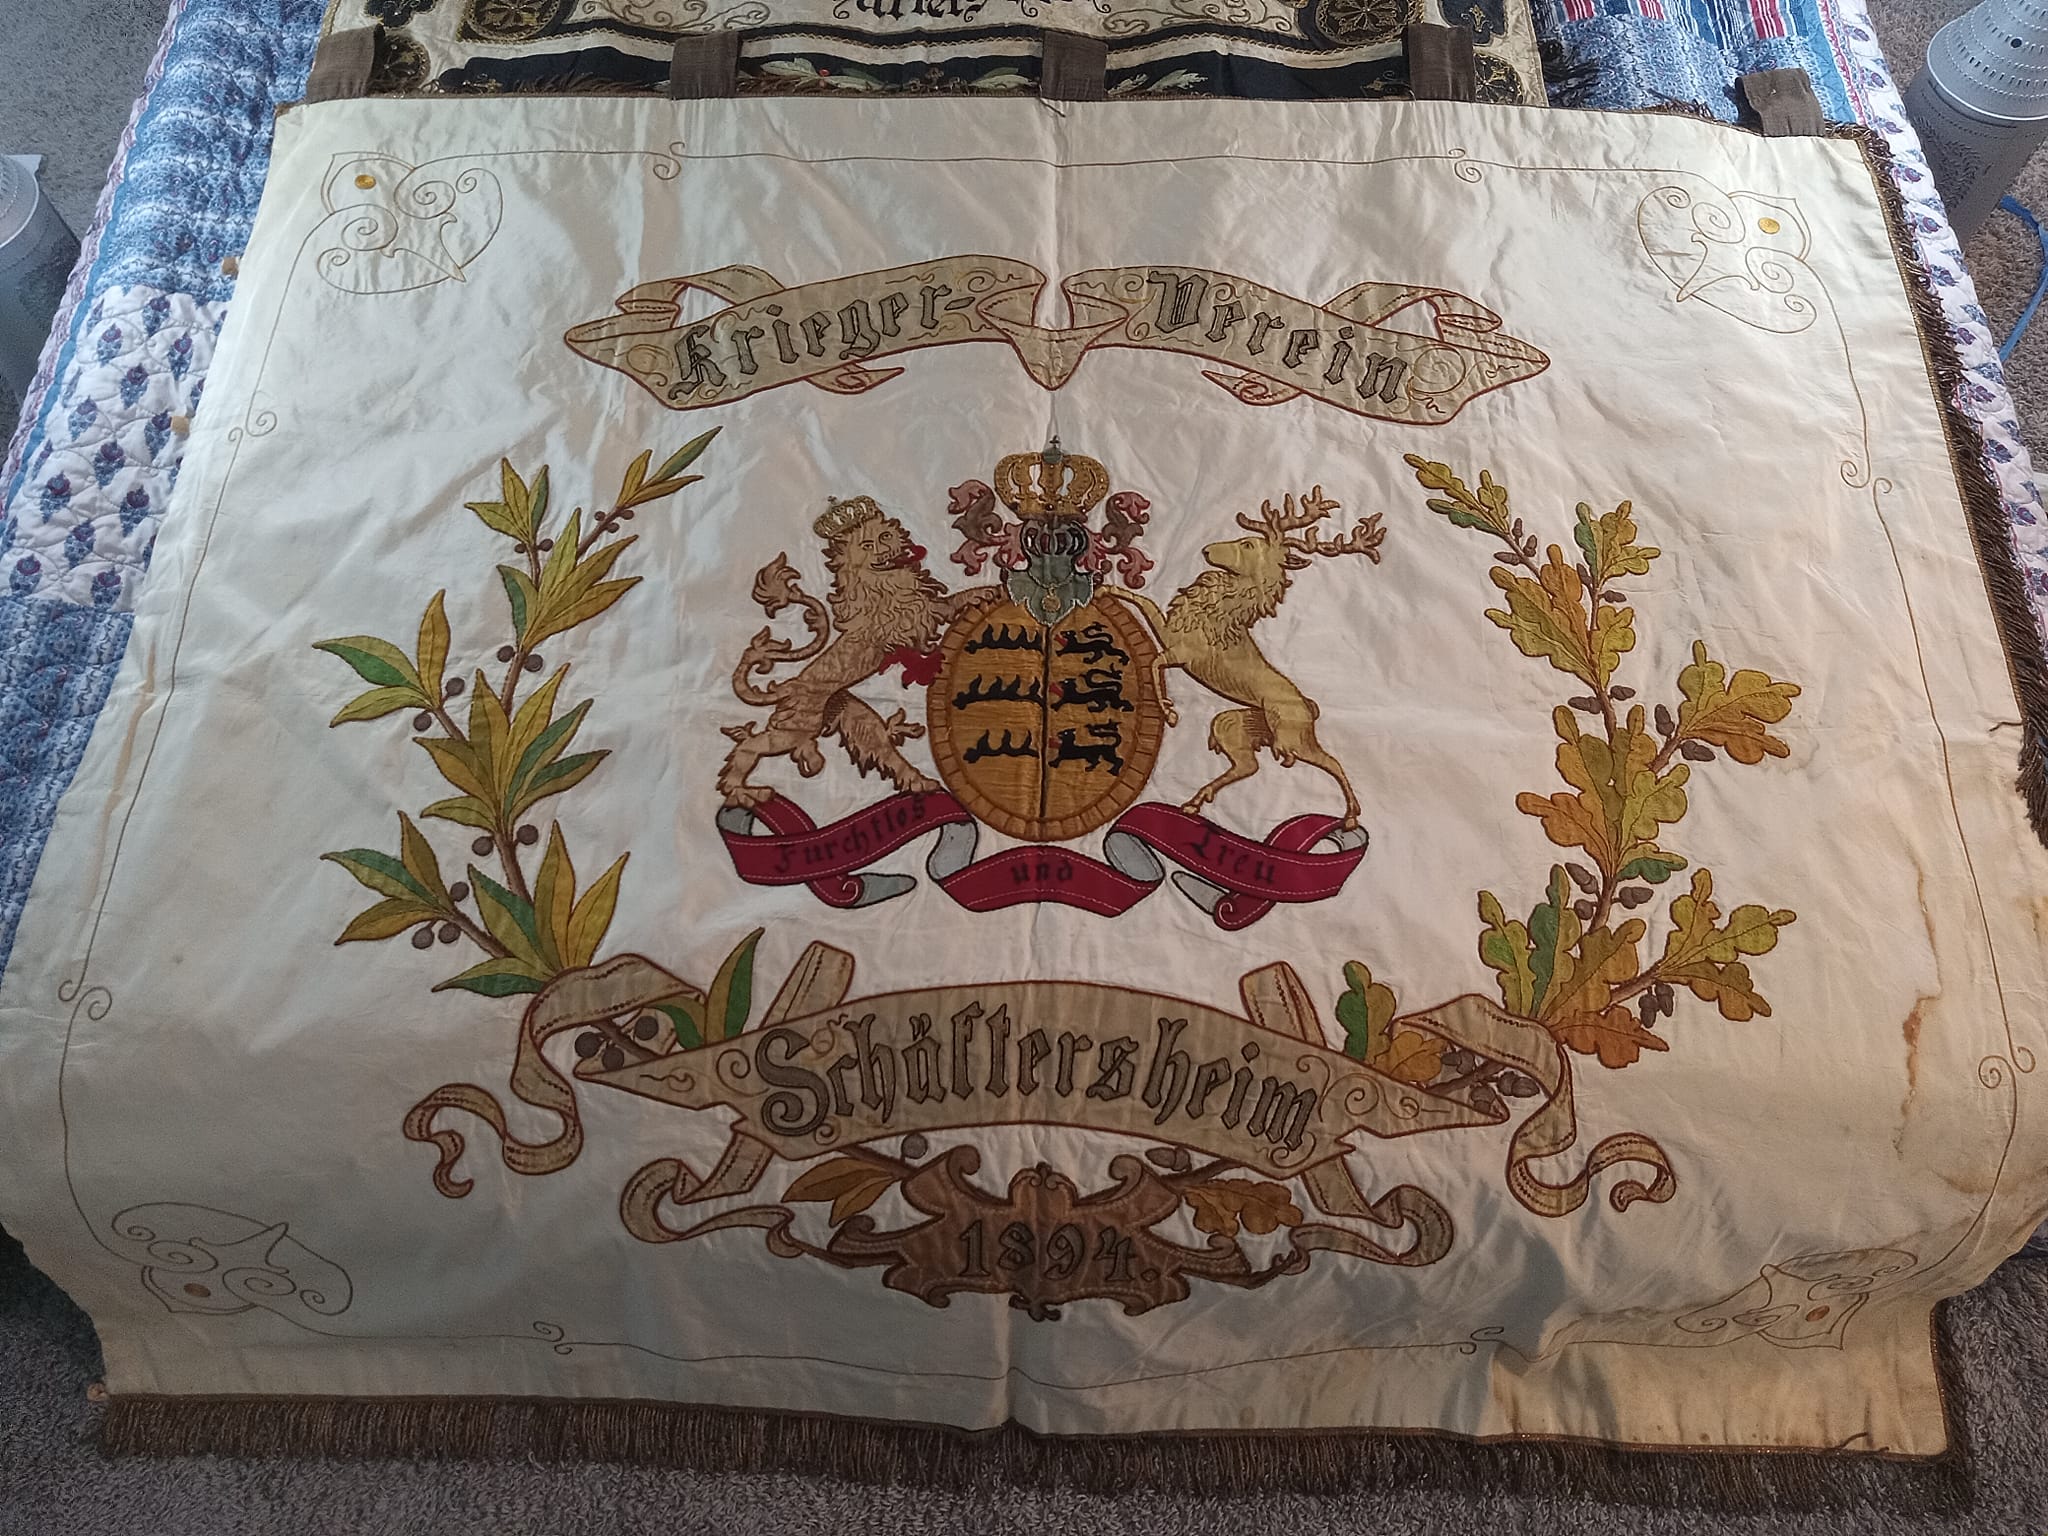 Krieger-Verein
Furchtlos und Treu
Schäftersheim
1894.